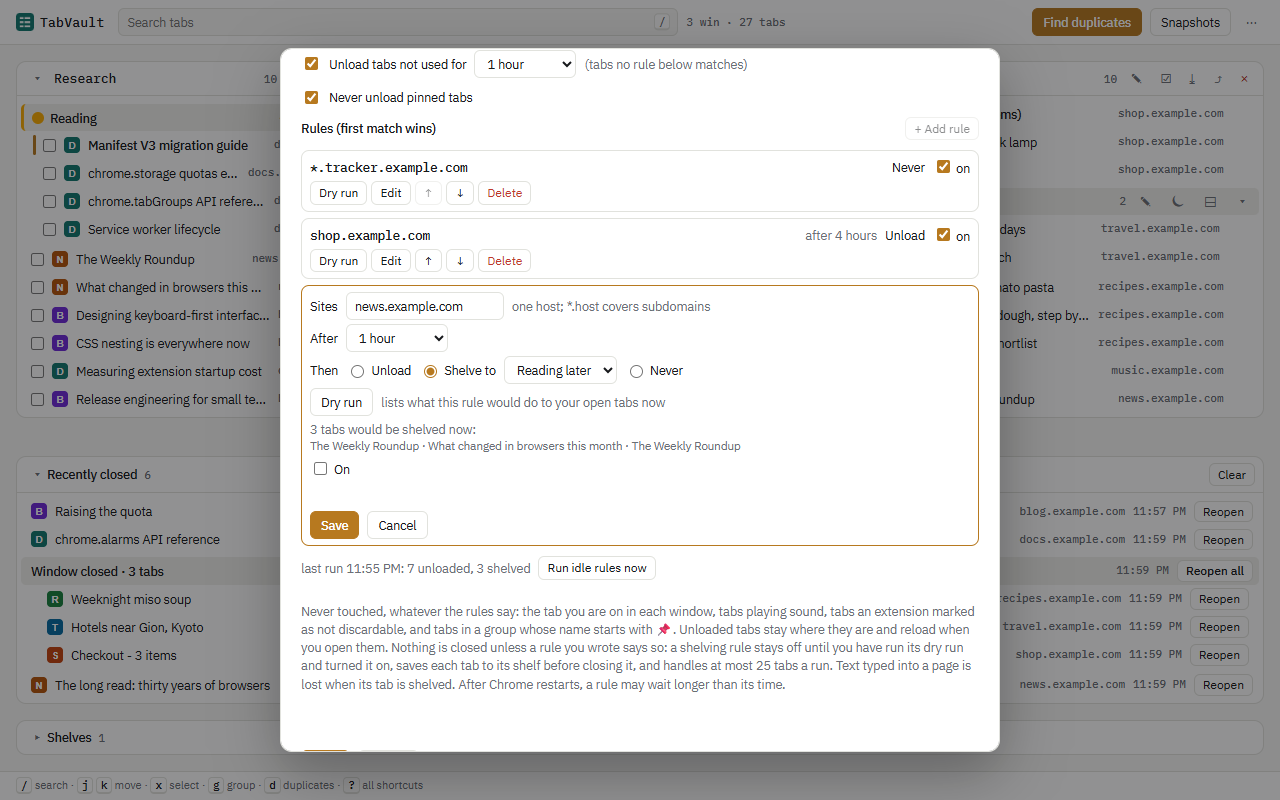 TabVault
Search tabs
/
3 win · 27 tabs
Find duplicates
Snapshots
···
Research
10
Reading
D Manifest V3 migration guide
D chrome.storage quotas e… docs.
D chrome.tabGroups API refere…
D Service worker lifecycle
N The Weekly Roundup news
N What changed in browsers this …
B Designing keyboard-first interfac…
B CSS nesting is everywhere now
D Measuring extension startup cost
B Release engineering for small te…
Unload tabs not used for 1 hour (tabs no rule below matches)
Never unload pinned tabs
Rules (first match wins)
+ Add rule
*.tracker.example.com
Never on
Dry run Edit ↑ ↓ Delete
shop.example.com
after 4 hours Unload on
Dry run Edit ↑ ↓ Delete
Sites news.example.com one host; *.host covers subdomains
After 1 hour
Then Unload Shelve to Reading later Never
Dry run lists what this rule would do to your open tabs now
3 tabs would be shelved now:
The Weekly Roundup · What changed in browsers this month · The Weekly Roundup
On
Save Cancel
last run 11:55 PM: 7 unloaded, 3 shelved Run idle rules now
Never touched, whatever the rules say: the tab you are on in each window, tabs playing sound, tabs an extension marked
as not discardable, and tabs in a group whose name starts with 📌. Unloaded tabs stay where they are and reload when
you open them. Nothing is closed unless a rule you wrote says so: a shelving rule stays off until you have run its dry run
and turned it on, saves each tab to its shelf before closing it, and handles at most 25 tabs a run. Text typed into a page is
lost when its tab is shelved. After Chrome restarts, a rule may wait longer than its time.
10
ms) shop.example.com
k lamp shop.example.com
shop.example.com
2
days travel.example.com
ch travel.example.com
nato pasta recipes.example.com
dough, step by… recipes.example.com
hortlist recipes.example.com
music.example.com
undup news.example.com
Recently closed 6
Clear
B Raising the quota
blog.example.com 11:57 PM Reopen
D chrome.alarms API reference
docs.example.com 11:59 PM Reopen
Window closed · 3 tabs
11:59 PM Reopen all
R Weeknight miso soup
recipes.example.com 11:59 PM Reopen
T Hotels near Gion, Kyoto
travel.example.com 11:59 PM Reopen
S Checkout - 3 items
shop.example.com 11:59 PM Reopen
N The long read: thirty years of browsers
news.example.com 11:59 PM Reopen
Shelves 1
/ search · j k move · x select · g group · d duplicates · ? all shortcuts